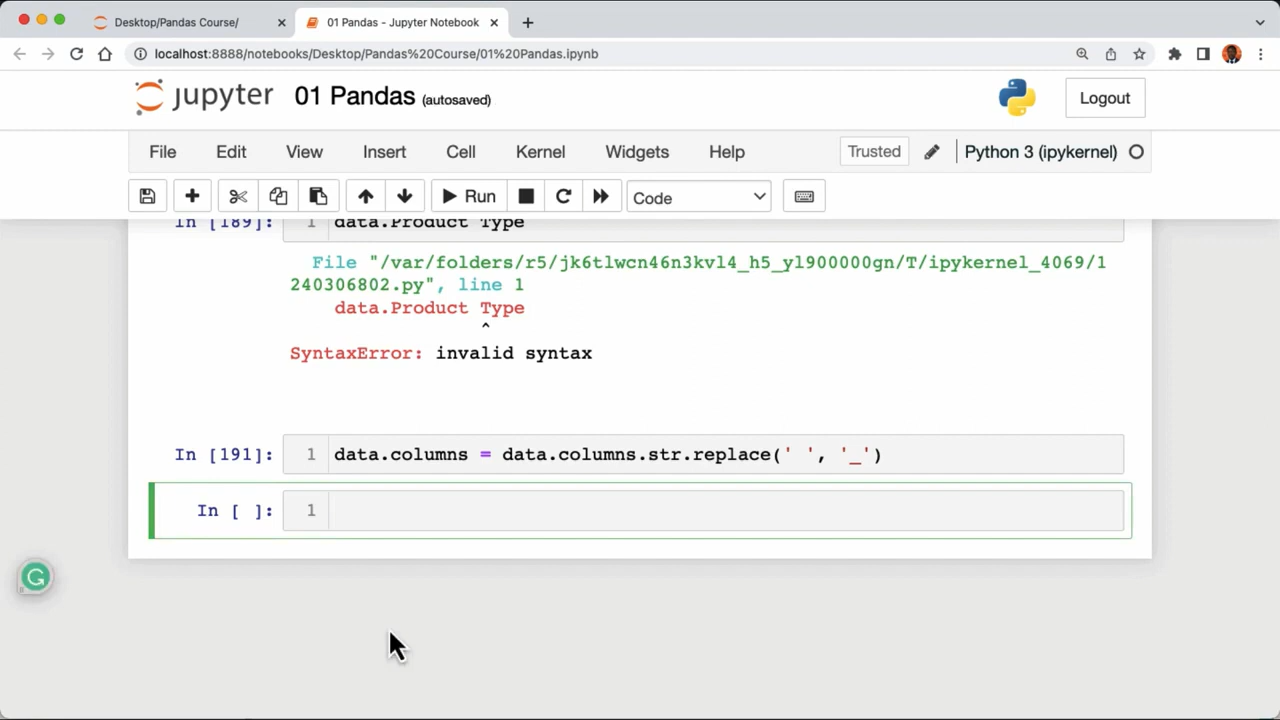 Desktop/Pandas Course/
01 Pandas - Jupyter Notebook
localhost:8888/notebooks/Desktop/Pandas%20Course/01%20Pandas.ipynb
jupyter 01 Pandas (autosaved)
Logout
File Edit View Insert Cell Kernel Widgets Help Trusted Python 3 (ipykernel)
Run Code
In [189]: 1 data.Product Type
File "/var/folders/r5/jk6tlwcn46n3kvl4_h5_yl900000gn/T/ipykernel_4069/1
240306802.py", line 1
data.Product Type
^
SyntaxError: invalid syntax
In [191]: 1 data.columns = data.columns.str.replace(' ', '_')
In [ ]: 1